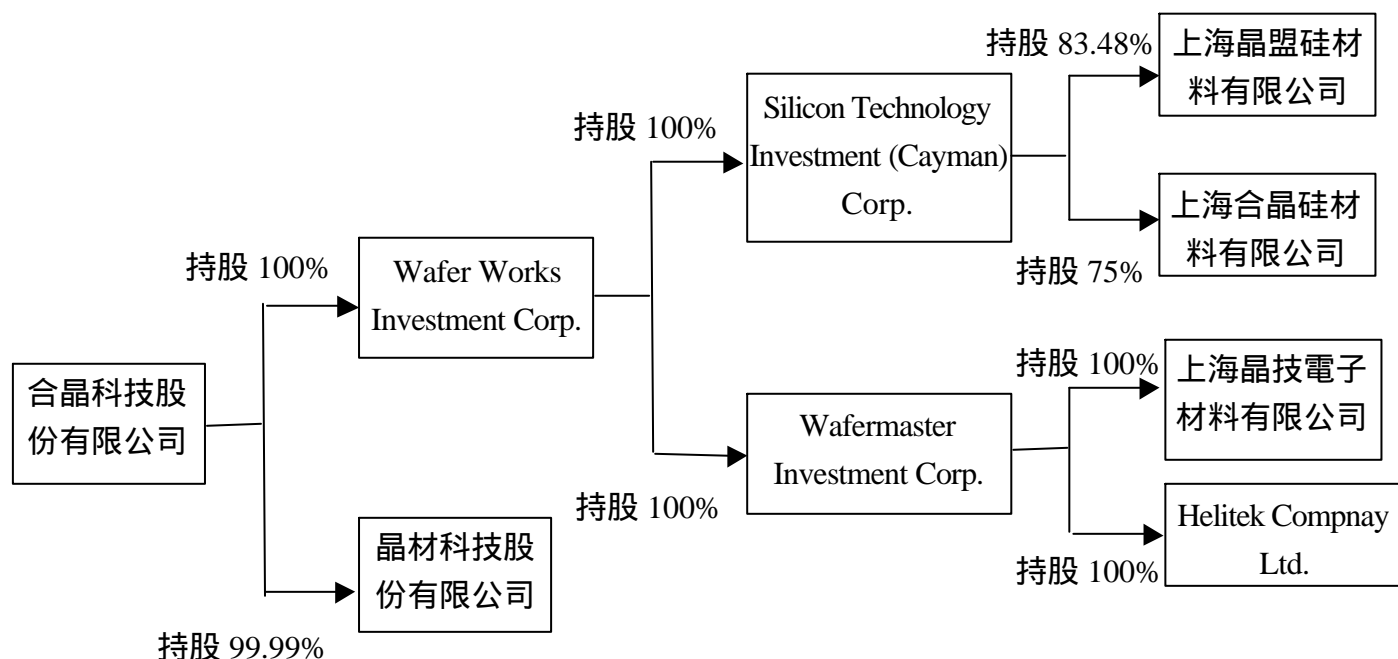 持股 83.48%
上海晶盟硅材
料有限公司
持股 100%
Silicon Technology
Investment (Cayman)
Corp.
上海合晶硅材
料有限公司
持股 75%
持股 100%
Wafer Works
Investment Corp.
合晶科技股
份有限公司
持股 100%
上海晶技電子
材料有限公司
Wafermaster
Investment Corp.
持股 100%
Helitek Compnay
Ltd.
持股 100%
晶材科技股
份有限公司
持股 99.99%